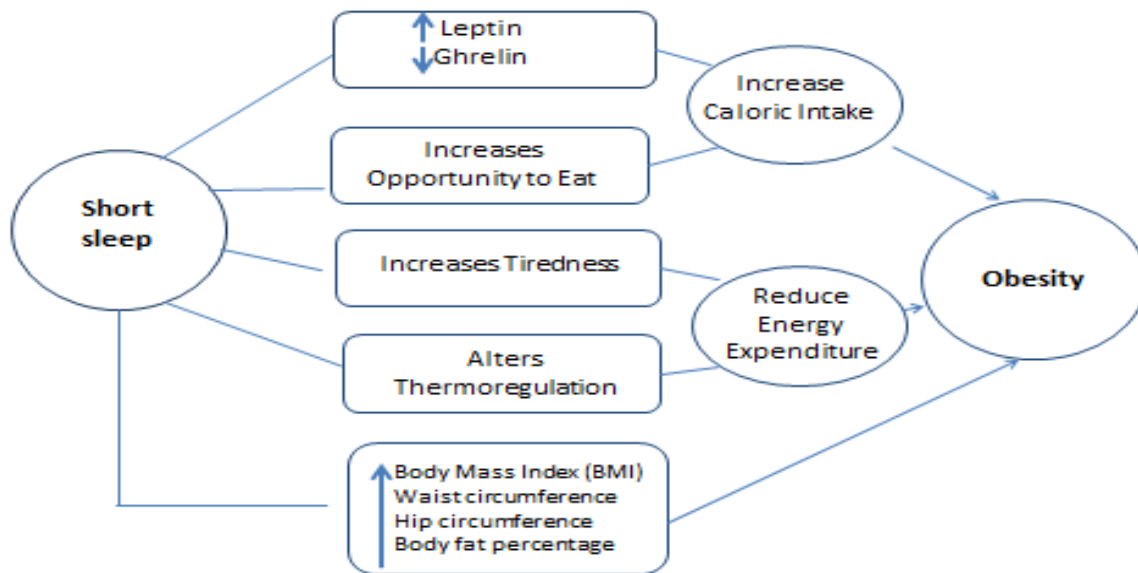 Leptin
Ghrelin
Increase
Caloric Intake
Increases
Opportunity to Eat
Short
sleep
Increases Tiredness
Obesity
Reduce
Energy
Expenditure
Alters
Thermoregulation
Body Mass Index (BMI)
Waist circumference
Hip circumference
Body fat percentage